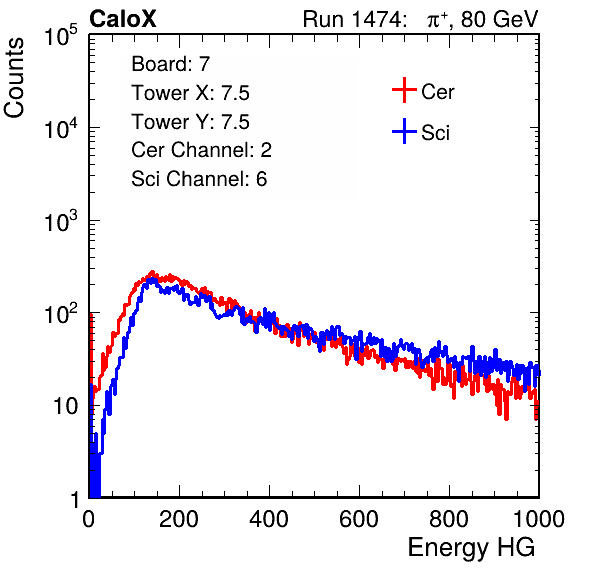 CaloX Run 1474: π⁺, 80 GeV
Board: 7
Tower X: 7.5
Tower Y: 7.5
Cer Channel: 2
Sci Channel: 6
Cer
Sci
Counts
10⁵
10⁴
10³
10²
10
1
0 200 400 600 800 1000
Energy HG